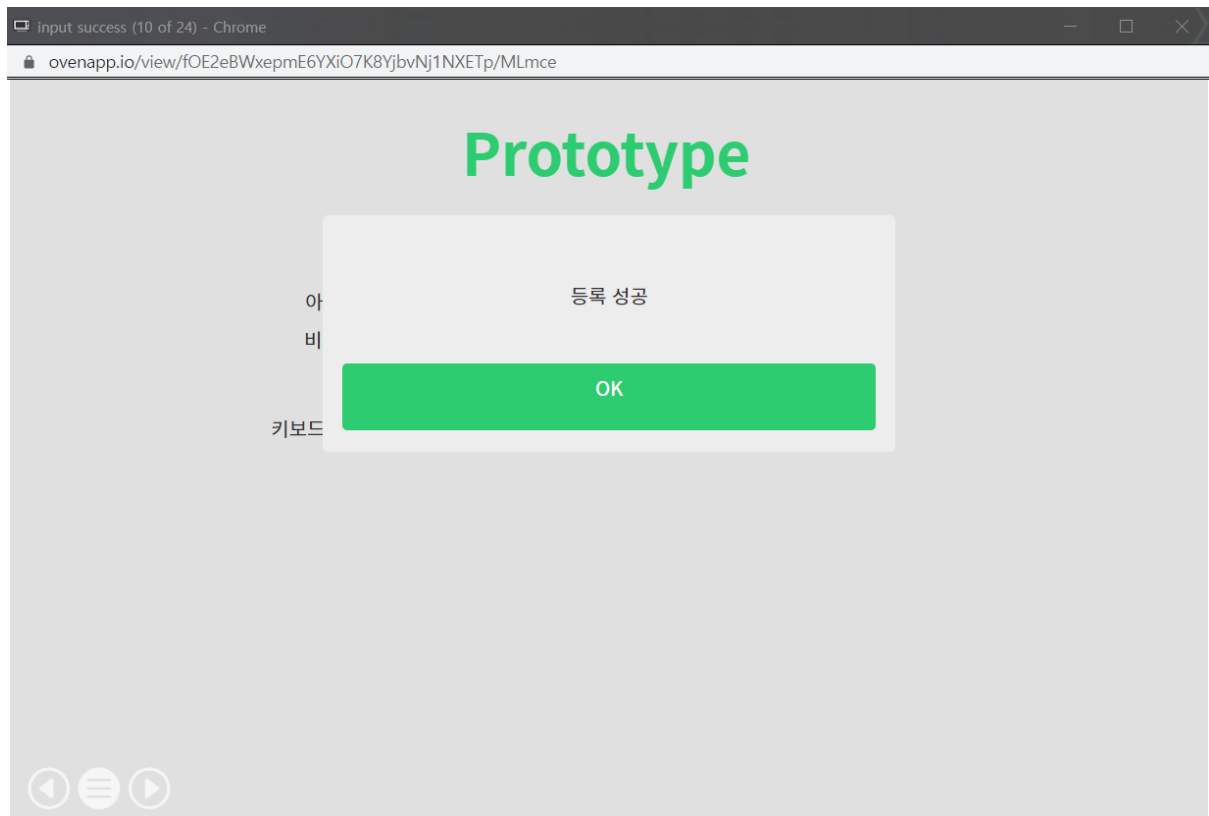 input success (10 of 24) - Chrome
ovenapp.io/view/fOE2eBWxepmE6YXiO7K8YjbvNj1NXETp/MLmce
Prototype
등록 성공
아
비
OK
키보드